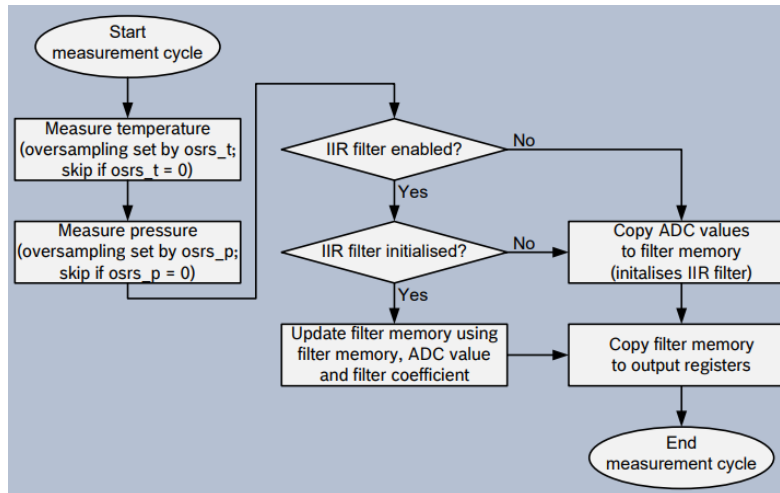 Start
measurement cycle
Measure temperature
(oversampling set by osrs_t;
skip if osrs_t = 0)
Measure pressure
(oversampling set by osrs_p;
skip if osrs_p = 0)
IIR filter enabled?
No
Yes
IIR filter initialised?
No
Yes
Copy ADC values
to filter memory
(initalises IIR filter)
Update filter memory using
filter memory, ADC value
and filter coefficient
Copy filter memory
to output registers
End
measurement cycle